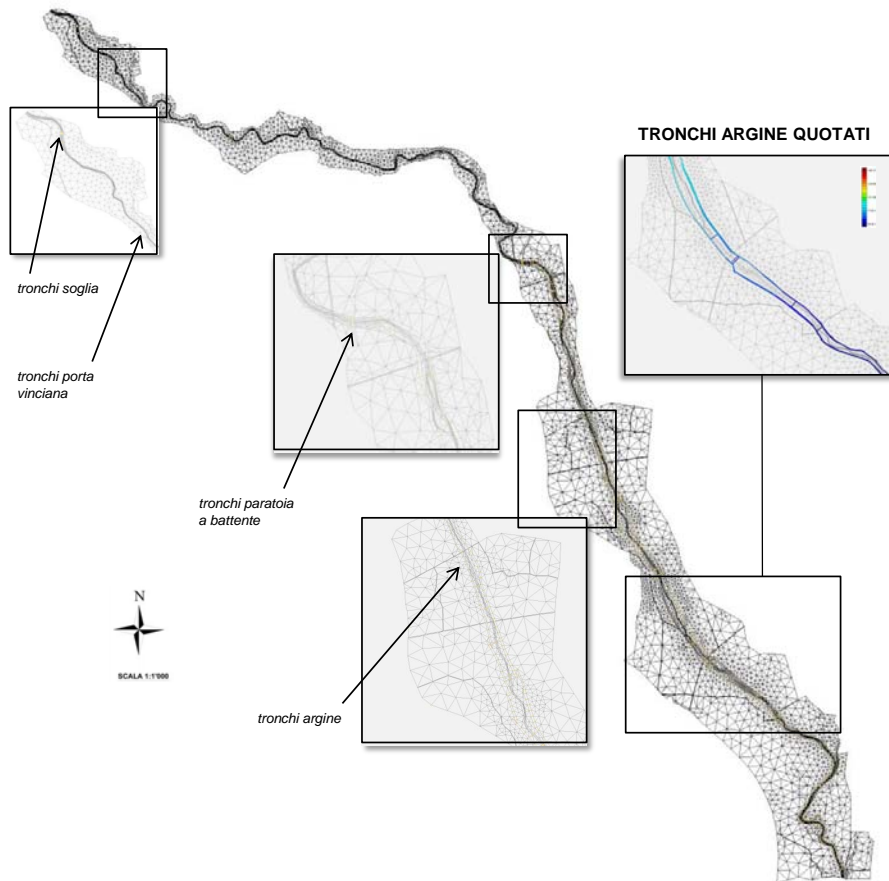 TRONCHI ARGINE QUOTATI
tronchi soglia
tronchi porta
vinciana
tronchi paratoia
a battente
N
SCALA 1:1'000
tronchi argine